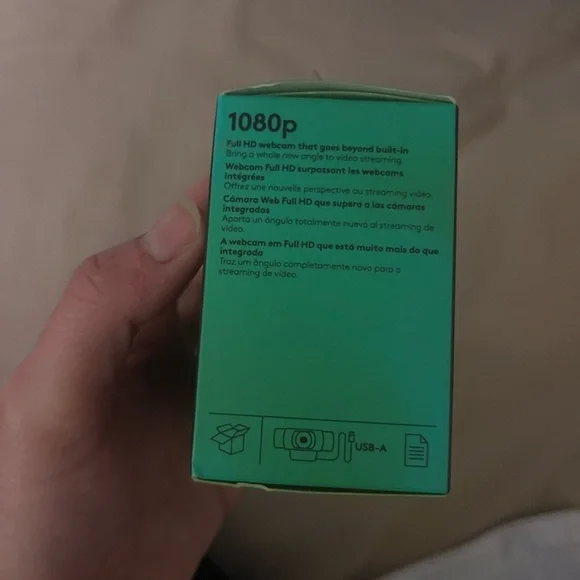 1080p
Full HD webcam that goes beyond built-in
Bring a whole new angle to video streaming.
Webcam Full HD surpassant les webcams
intégrées
Offrez une nouvelle perspective au streaming vidéo.
Cámara Web Full HD que supera a las cámaras
integradas
Aporta un ángulo totalmente nuevo al streaming de
vídeo.
A webcam em Full HD que está muito mais do que
integrada
Traz um ângulo completamente novo para o
streaming de vídeo.
USB-A